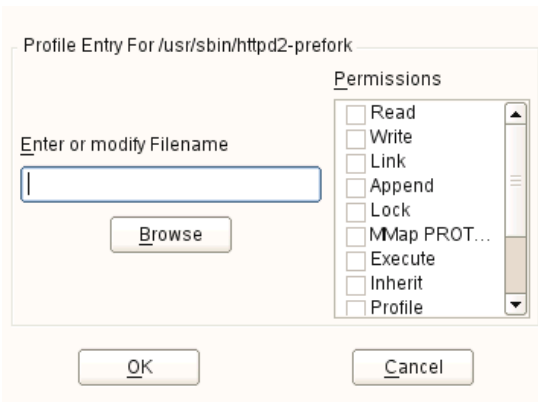 Profile Entry For /usr/sbin/httpd2-prefork
Permissions
Read
Write
Link
Append
Lock
MMap PROT...
Execute
Inherit
Profile
Enter or modify Filename
Browse
OK
Cancel